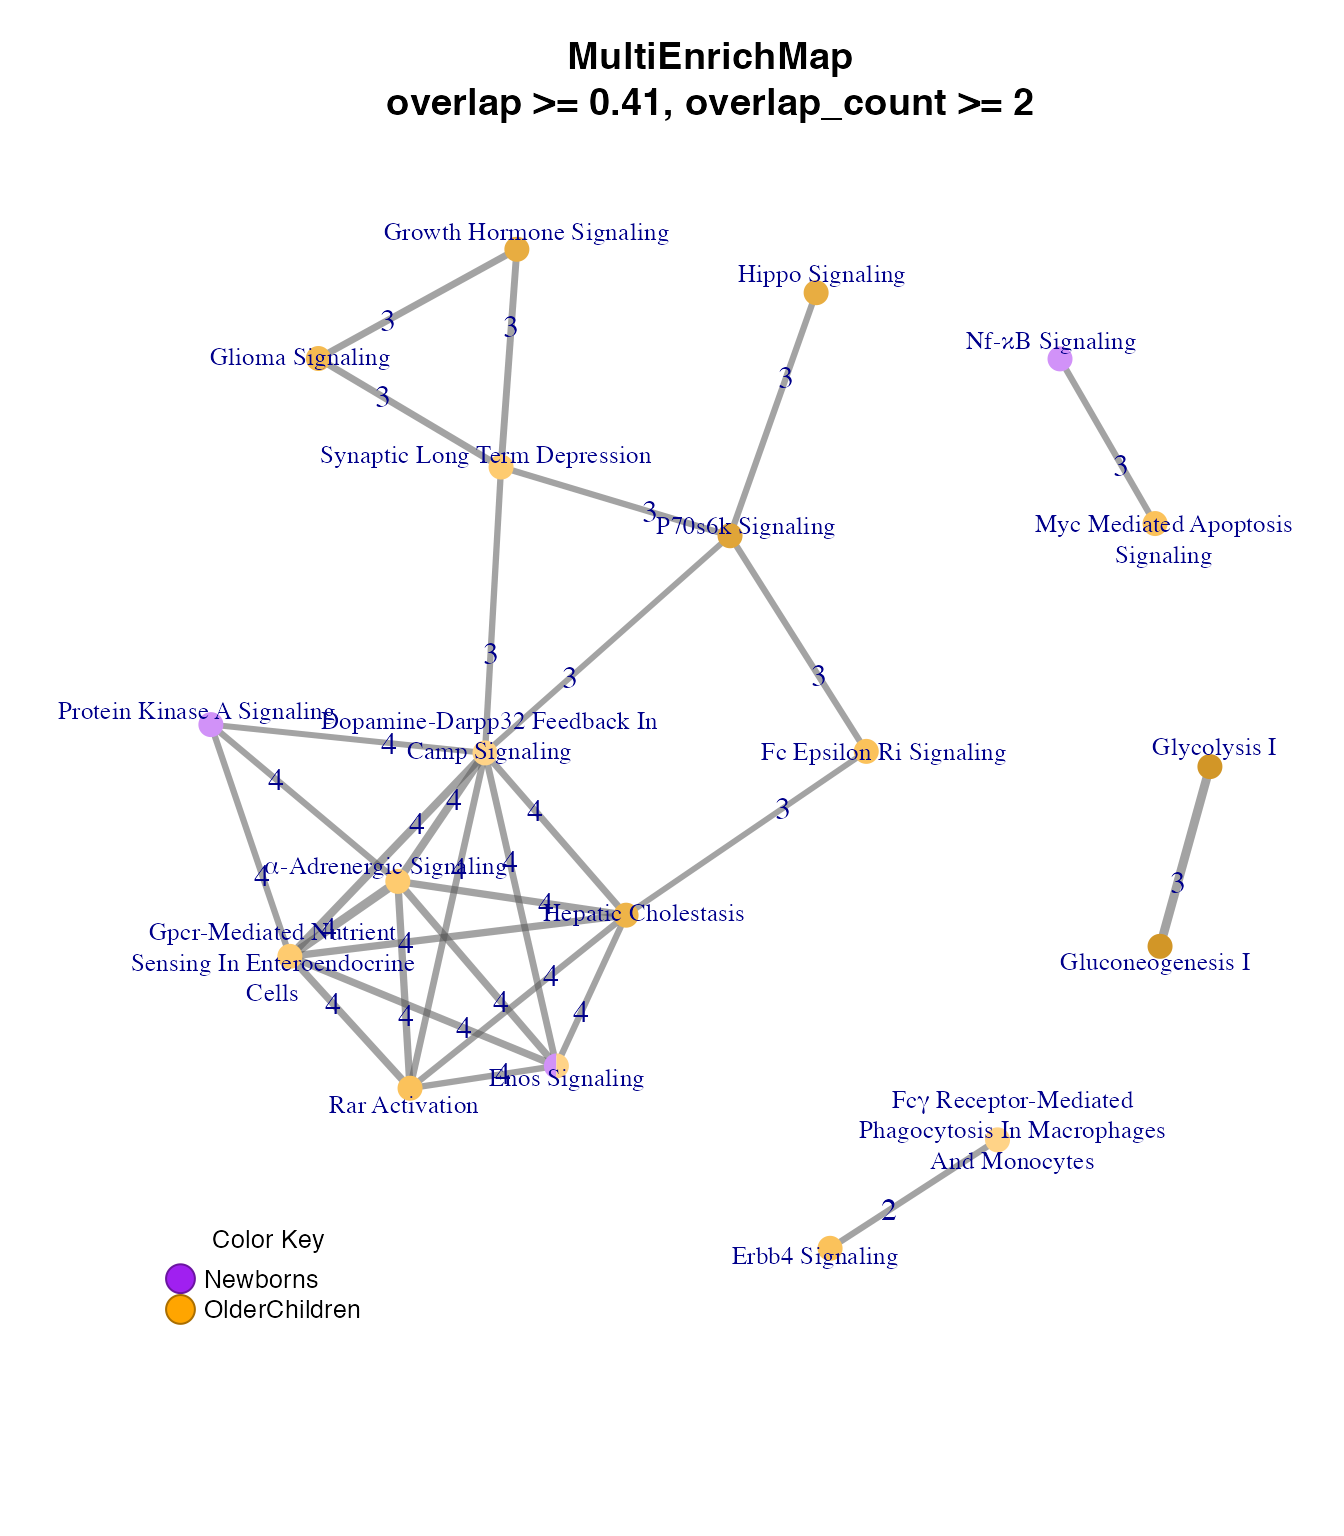 MultiEnrichMap
overlap >= 0.41, overlap_count >= 2
Growth Hormone Signaling
Hippo Signaling
3
3
Nf-κB Signaling
Glioma Signaling
3
3
Synaptic Long Term Depression
3
3
P70s6k Signaling
Myc Mediated Apoptosis
Signaling
3
3
3
Protein Kinase A Signaling
Dopamine-Darpp32 Feedback In
Camp Signaling
4
Fc Epsilon Ri Signaling
Glycolysis I
4
4
4
3
4
α-Adrenergic Signaling
4
4
4
3
4
Hepatic Cholestasis
Gpcr-Mediated Nutrient
Sensing In Enteroendocrine
Cells
4
4
Gluconeogenesis I
4
4
4
4
4
4
4
Enos Signaling
Rar Activation
Fcγ Receptor-Mediated
Phagocytosis In Macrophages
And Monocytes
2
Erbb4 Signaling
Color Key
Newborns
OlderChildren